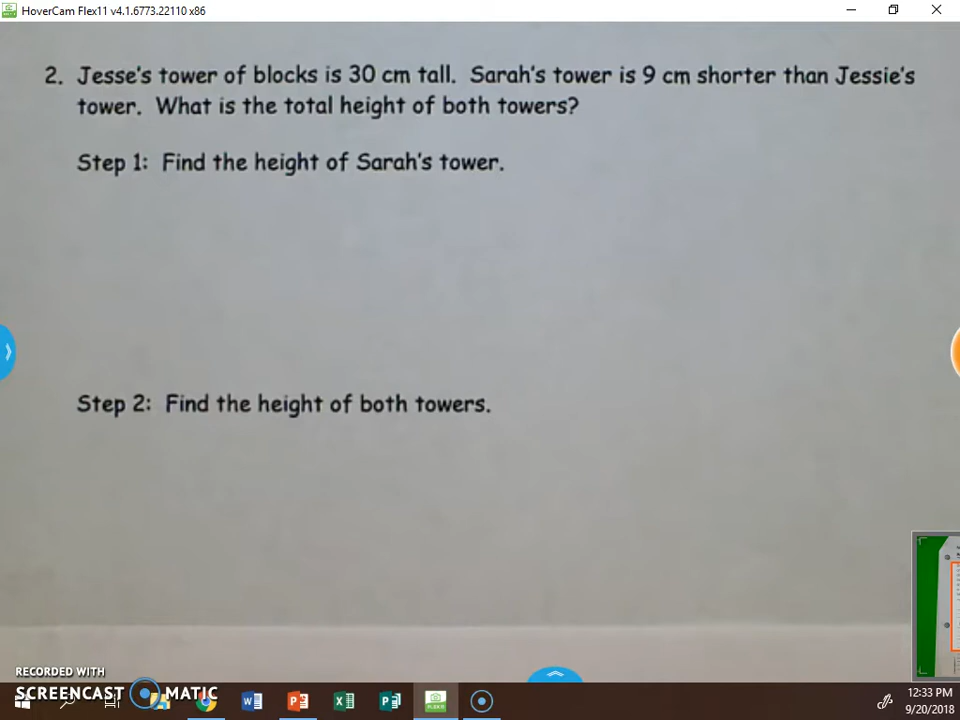 HoverCam Flex11 v4.1.6773.22110 x86
2. Jesse's tower of blocks is 30 cm tall. Sarah's tower is 9 cm shorter than Jessie's
tower. What is the total height of both towers?
Step 1: Find the height of Sarah's tower.
Step 2: Find the height of both towers.
RECORDED WITH
SCREENCAST MATIC
12:33 PM
9/20/2018